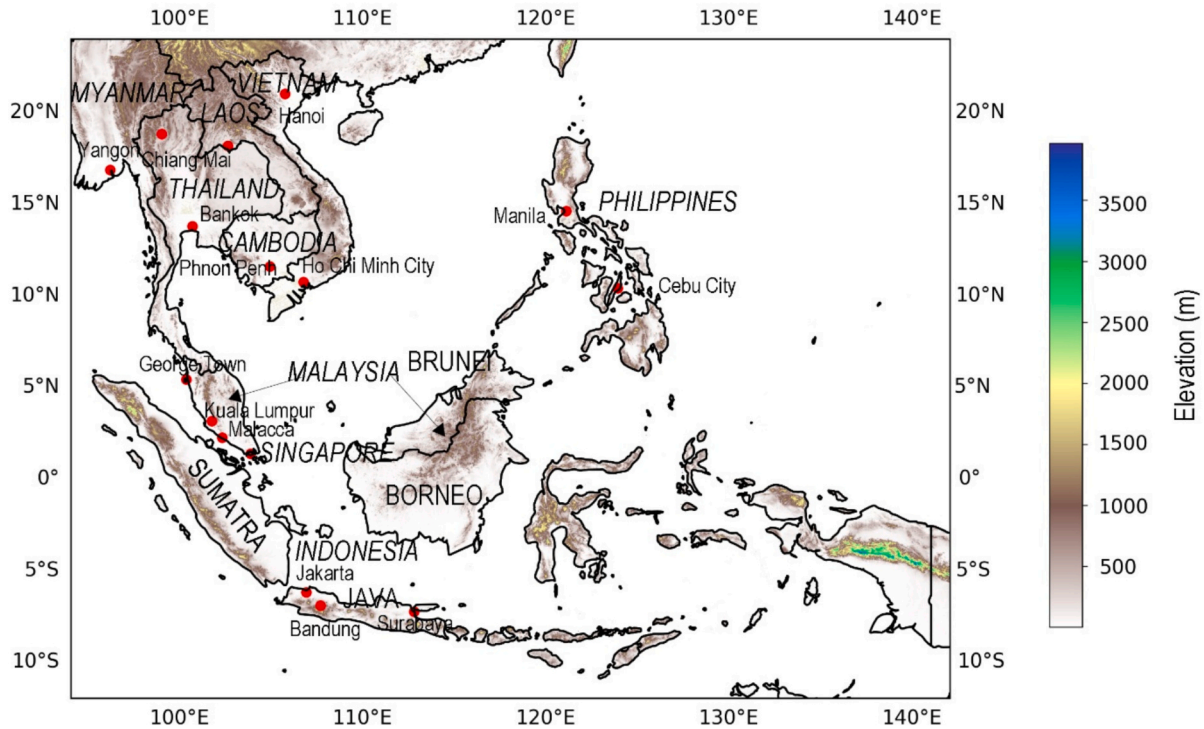 100°E 110°E 120°E 130°E 140°E
20°N
15°N
10°N
5°N
0°
5°S
10°S
MYANMAR
VIETNAM
LAOS
Hanoi
Yangon
Chiang Mai
THAILAND
Bankok
CAMBODIA
Phnon Penh
Ho Chi Minh City
Manila
PHILIPPINES
Cebu City
George Town
MALAYSIA
BRUNEI
Kuala Lumpur
Malacca
SINGAPORE
SUMATRA
BORNEO
INDONESIA
Jakarta
JAVA
Bandung
Surabaya
20°N
15°N
10°N
5°N
0°
5°S
10°S
100°E 110°E 120°E 130°E 140°E
3500
3000
2500
2000
1500
1000
500
Elevation (m)